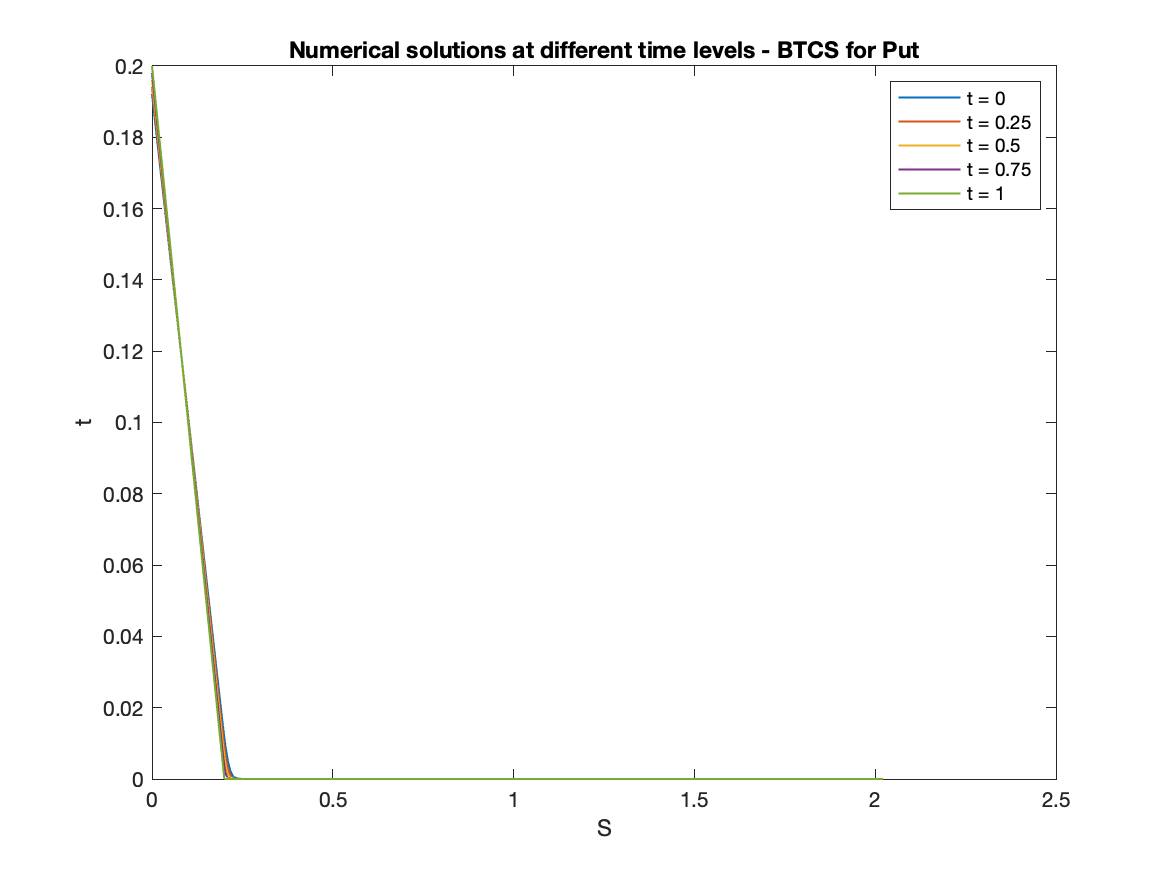 Numerical solutions at different time levels - BTCS for Put
t = 0
t = 0.25
t = 0.5
t = 0.75
t = 1
0.2
0.18
0.16
0.14
0.12
0.1
0.08
0.06
0.04
0.02
0
t
0 0.5 1 1.5 2 2.5
S